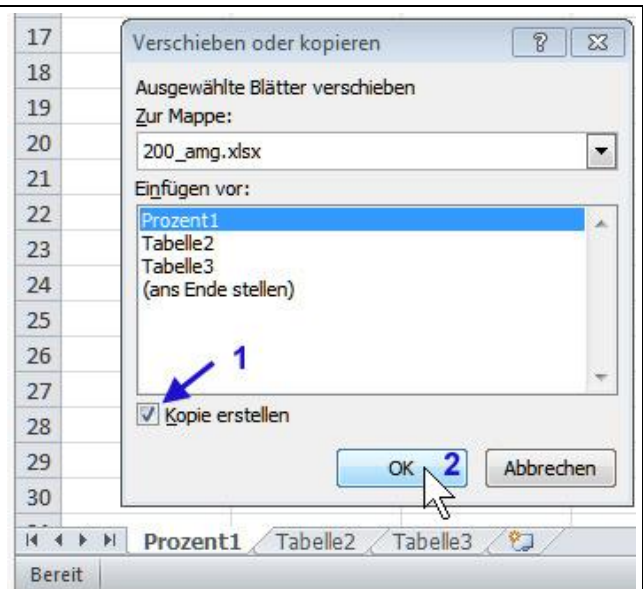 17
Verschieben oder kopieren
18
Ausgewählte Blätter verschieben
19
Zur Mappe:
20
200_amg.xlsx
21
Einfügen vor:
22
Prozent1
23
Tabelle2
24
Tabelle3
(ans Ende stellen)
25
26
1
27
28
Kopie erstellen
29
OK 2 Abbrechen
30
Prozent1 Tabelle2 Tabelle3
Bereit